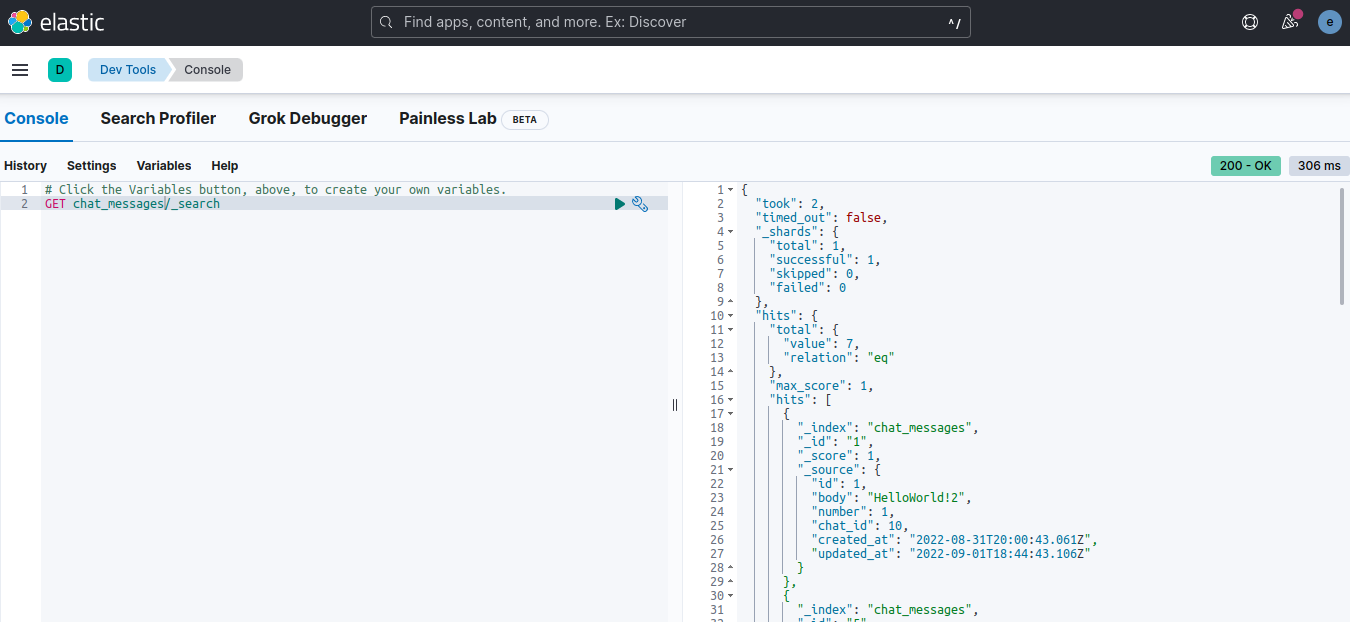 elastic
Find apps, content, and more. Ex: Discover ^/
e
D Dev Tools Console
Console Search Profiler Grok Debugger Painless Lab BETA
History Settings Variables Help
200 - OK 306 ms
1 # Click the Variables button, above, to create your own variables.
2 GET chat_messages/_search
1 {
2 "took": 2,
3 "timed_out": false,
4 "_shards": {
5 "total": 1,
6 "successful": 1,
7 "skipped": 0,
8 "failed": 0
9 },
10 "hits": {
11 "total": {
12 "value": 7,
13 "relation": "eq"
14 },
15 "max_score": 1,
16 "hits": [
17 {
18 "_index": "chat_messages",
19 "_id": "1",
20 "_score": 1,
21 "_source": {
22 "id": 1,
23 "body": "HelloWorld!2",
24 "number": 1,
25 "chat_id": 10,
26 "created_at": "2022-08-31T20:00:43.061Z",
27 "updated_at": "2022-09-01T18:44:43.106Z"
28 }
29 },
30 {
31 "_index": "chat_messages",